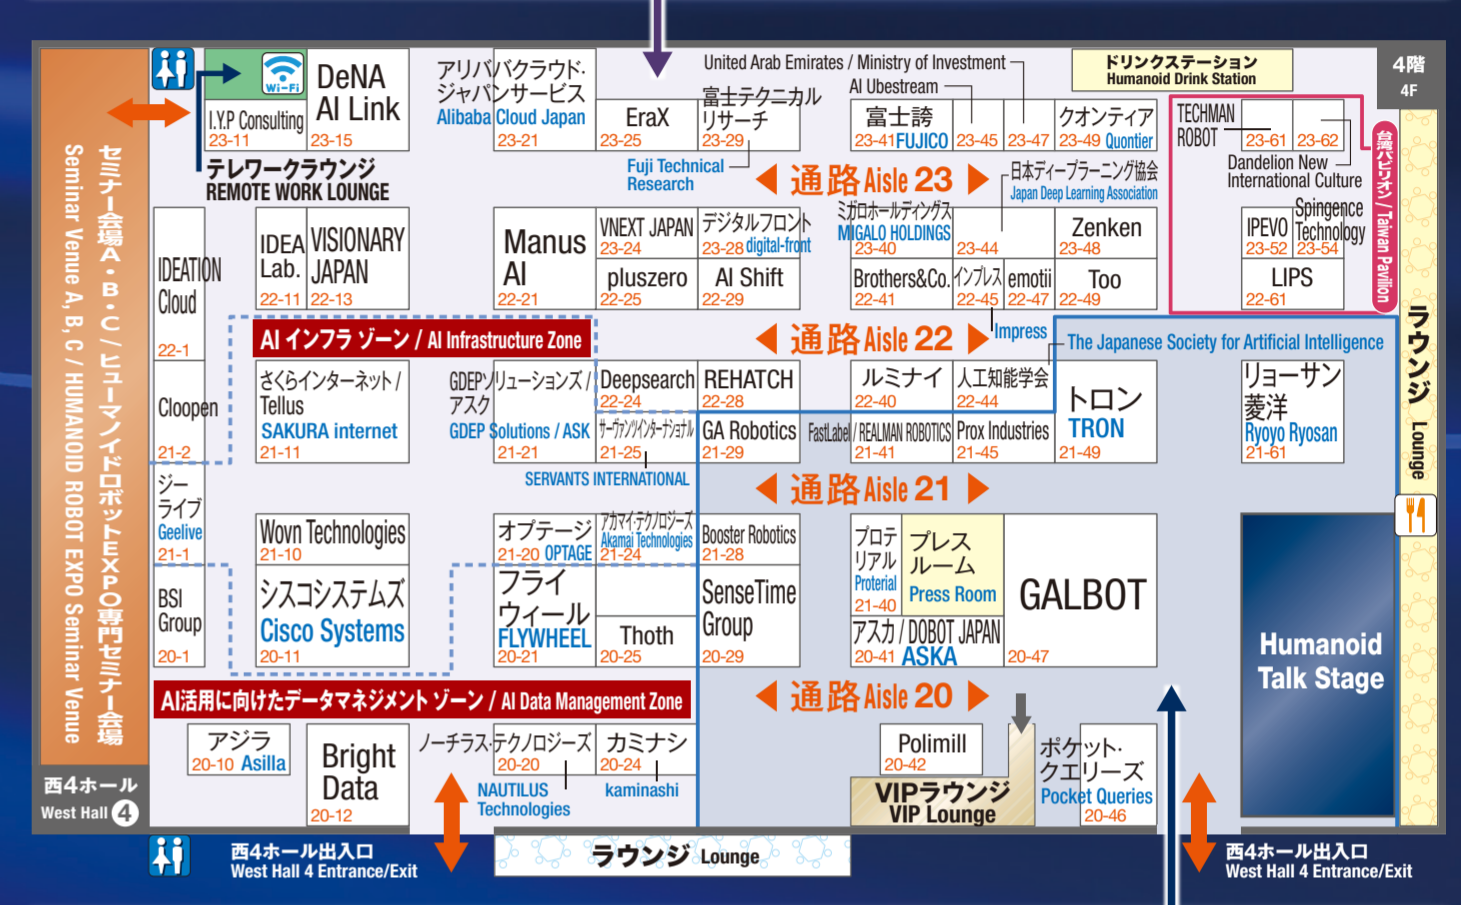 Wi-Fi
I.Y.P Consulting
23-11
DeNA
AI Link
23-15
テレワークラウンジ
REMOTE WORK LOUNGE
アリババクラウド・
ジャパンサービス
Alibaba Cloud Japan
23-21
EraX
23-25
富士テクニカル
リサーチ
23-29
Fuji Technical
Research
United Arab Emirates / Ministry of Investment
AI Ubestream
富士誇
23-41 FUJICO
23-45
23-47
クオンティア
23-49 Quontier
ドリンクステーション
Humanoid Drink Station
4階
4F
TECHMAN
ROBOT
23-61
23-62
Dandelion New
International Culture
台湾パビリオン / Taiwan Pavilion
通路 Aisle 23
日本ディープラーニング協会
Japan Deep Learning Association
セミナー会場A・B・C / ヒューマノイドロボットEXPO専門セミナー会場
Seminar Venue A, B, C / HUMANOID ROBOT EXPO Seminar Venue
IDEATION
Cloud
22-1
IDEA
Lab.
22-11
VISIONARY
JAPAN
22-13
Manus
AI
22-21
VNEXT JAPAN
23-24
デジタルフロント
23-28 digital-front
pluszero
22-25
AI Shift
22-29
ミガロホールディングス
MIGALO HOLDINGS
23-40
23-44
Zenken
23-48
Brothers&Co.
22-41
インプレス
22-45
Impress
emotii
22-47
Too
22-49
IPEVO
23-52
Spingence
Technology
23-54
LIPS
22-61
AI インフラ ゾーン / AI Infrastructure Zone
通路 Aisle 22
The Japanese Society for Artificial Intelligence
Cloopen
21-2
さくらインターネット /
Tellus
SAKURA internet
21-11
GDEPソリューションズ /
アスク
GDEP Solutions / ASK
21-21
Deepsearch
22-24
REHATCH
22-28
サーヴァンツインターナショナル
21-25
SERVANTS INTERNATIONAL
GA Robotics
21-29
ルミナイ
22-40
人工知能学会
22-44
FastLabel / REALMAN ROBOTICS
21-41
Prox Industries
21-45
トロン
TRON
21-49
リョーサン
菱洋
Ryoyo Ryosan
21-61
ラウンジ Lounge
通路 Aisle 21
ジー
ライブ
Geelive
21-1
Wovn Technologies
21-10
オプテージ
21-20 OPTAGE
アカマイ・テクノロジーズ
Akamai Technologies
21-24
Booster Robotics
21-28
プロテ
リアル
Proterial
21-40
プレス
ルーム
Press Room
GALBOT
20-47
BSI
Group
20-1
シスコシステムズ
Cisco Systems
20-11
フライ
ウィール
FLYWHEEL
20-21
Thoth
20-25
SenseTime
Group
20-29
アスカ / DOBOT JAPAN
20-41 ASKA
Humanoid
Talk Stage
AI活用に向けたデータマネジメント ゾーン / AI Data Management Zone
通路 Aisle 20
アジラ
20-10 Asilla
Bright
Data
20-12
ノーチラス・テクノロジーズ
20-20
NAUTILUS
Technologies
カミナシ
20-24
kaminashi
Polimill
20-42
VIPラウンジ
VIP Lounge
ポケット・
クエリーズ
Pocket Queries
20-46
西4ホール
West Hall 4
西4ホール出入口
West Hall 4 Entrance/Exit
ラウンジ Lounge
西4ホール出入口
West Hall 4 Entrance/Exit